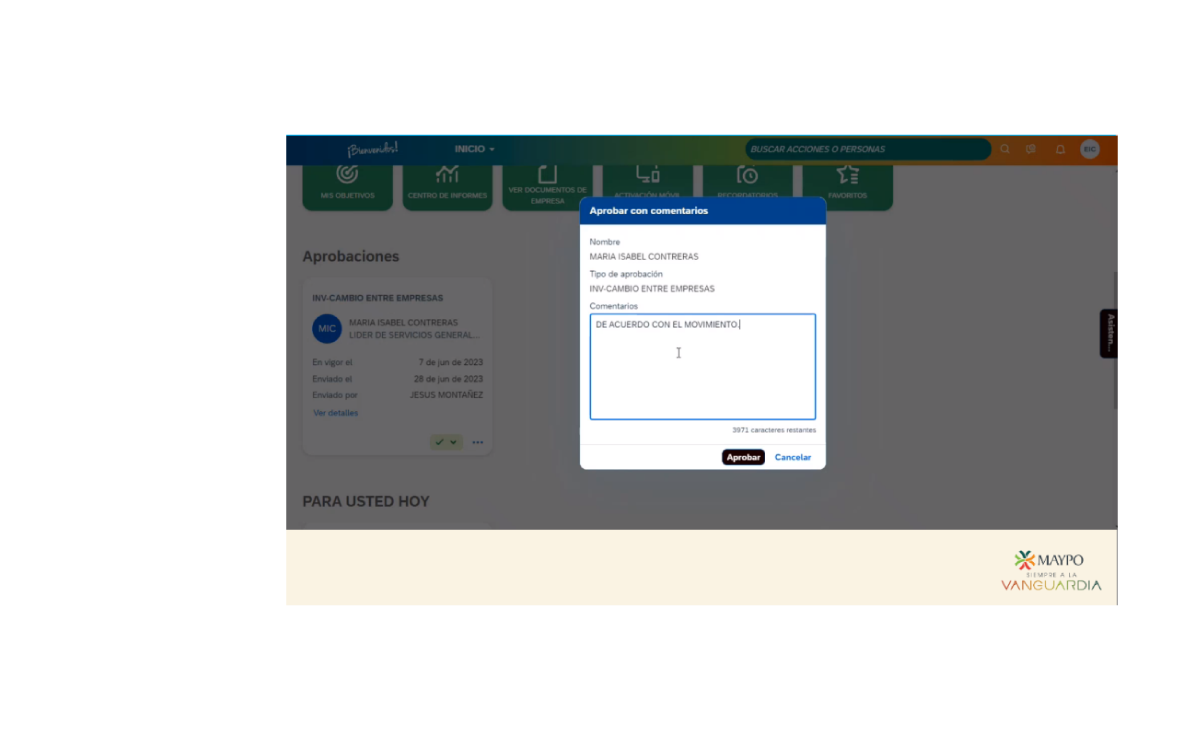 ¡Bienvenidos!
INICIO
BUSCAR ACCIONES O PERSONAS
EIC
MIS OBJETIVOS
CENTRO DE INFORMES
VER DOCUMENTOS DE
EMPRESA
ACTIVACIÓN MÓVIL
RECORDATORIOS
FAVORITOS
Aprobar con comentarios
Nombre
MARIA ISABEL CONTRERAS
Tipo de aprobación
INV-CAMBIO ENTRE EMPRESAS
Comentarios
DE ACUERDO CON EL MOVIMIENTO.
3971 caracteres restantes
Aprobar
Cancelar
Aprobaciones
INV-CAMBIO ENTRE EMPRESAS
MIC
MARIA ISABEL CONTRERAS
LIDER DE SERVICIOS GENERAL...
En vigor el
7 de jun de 2023
Enviado el
28 de jun de 2023
Enviado por
JESUS MONTAÑEZ
Ver detalles
PARA USTED HOY
Asisten...
MAYPO
SIEMPRE A LA
VANGUARDIA